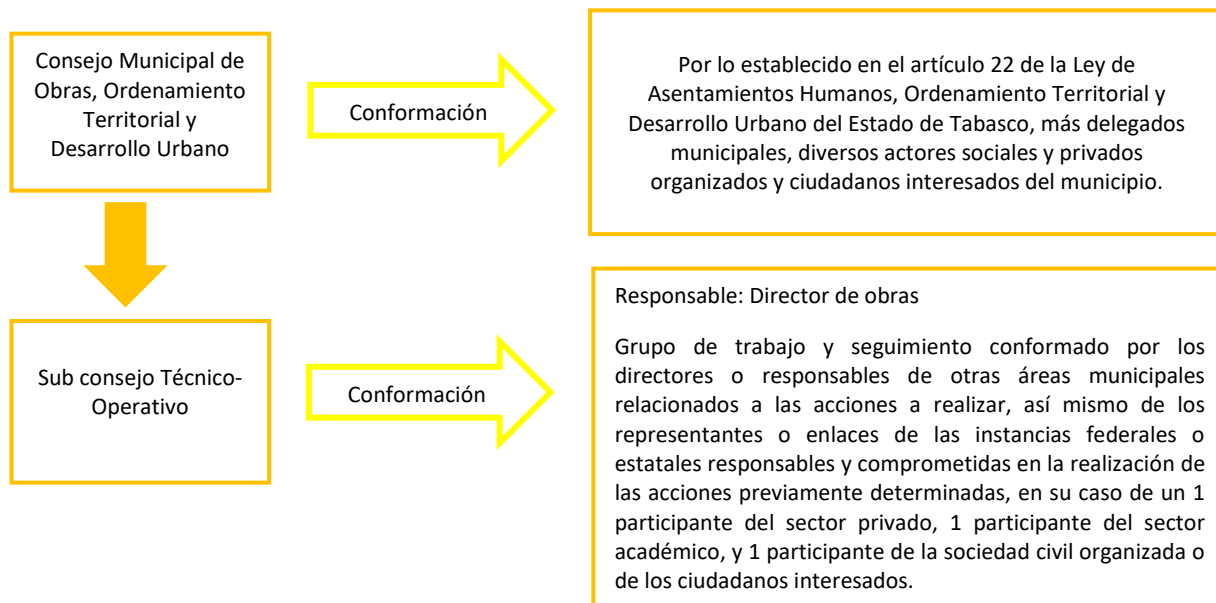 Consejo Municipal de
Obras, Ordenamiento
Territorial y
Desarrollo Urbano
Conformación
Por lo establecido en el artículo 22 de la Ley de
Asentamientos Humanos, Ordenamiento Territorial y
Desarrollo Urbano del Estado de Tabasco, más delegados
municipales, diversos actores sociales y privados
organizados y ciudadanos interesados del municipio.
Sub consejo Técnico-
Operativo
Conformación
Responsable: Director de obras
Grupo de trabajo y seguimiento conformado por los
directores o responsables de otras áreas municipales
relacionados a las acciones a realizar, así mismo de los
representantes o enlaces de las instancias federales o
estatales responsables y comprometidas en la realización de
las acciones previamente determinadas, en su caso de un 1
participante del sector privado, 1 participante del sector
académico, y 1 participante de la sociedad civil organizada o
de los ciudadanos interesados.